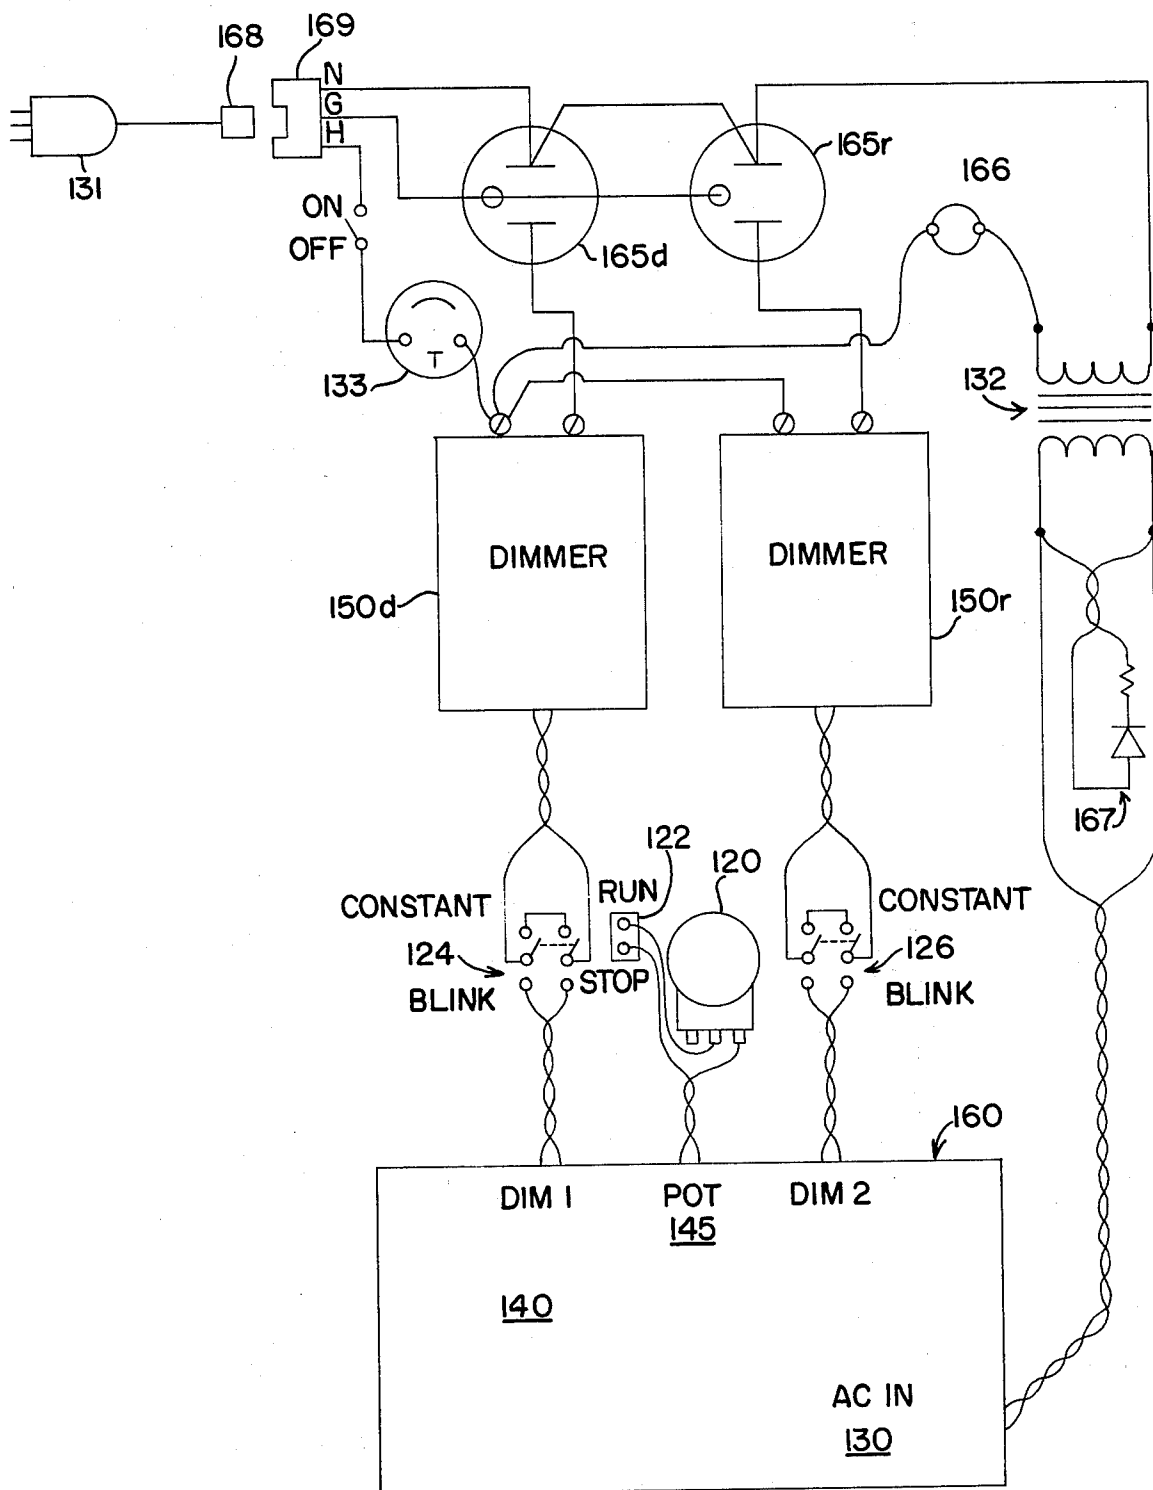 168
169
N
G
H
131
ON
OFF
165d
165r
166
133
T
132
DIMMER
DIMMER
150d
150r
167
122
120
RUN
CONSTANT
CONSTANT
124
126
STOP
BLINK
BLINK
160
DIM 1
POT
DIM 2
145
140
AC IN
130